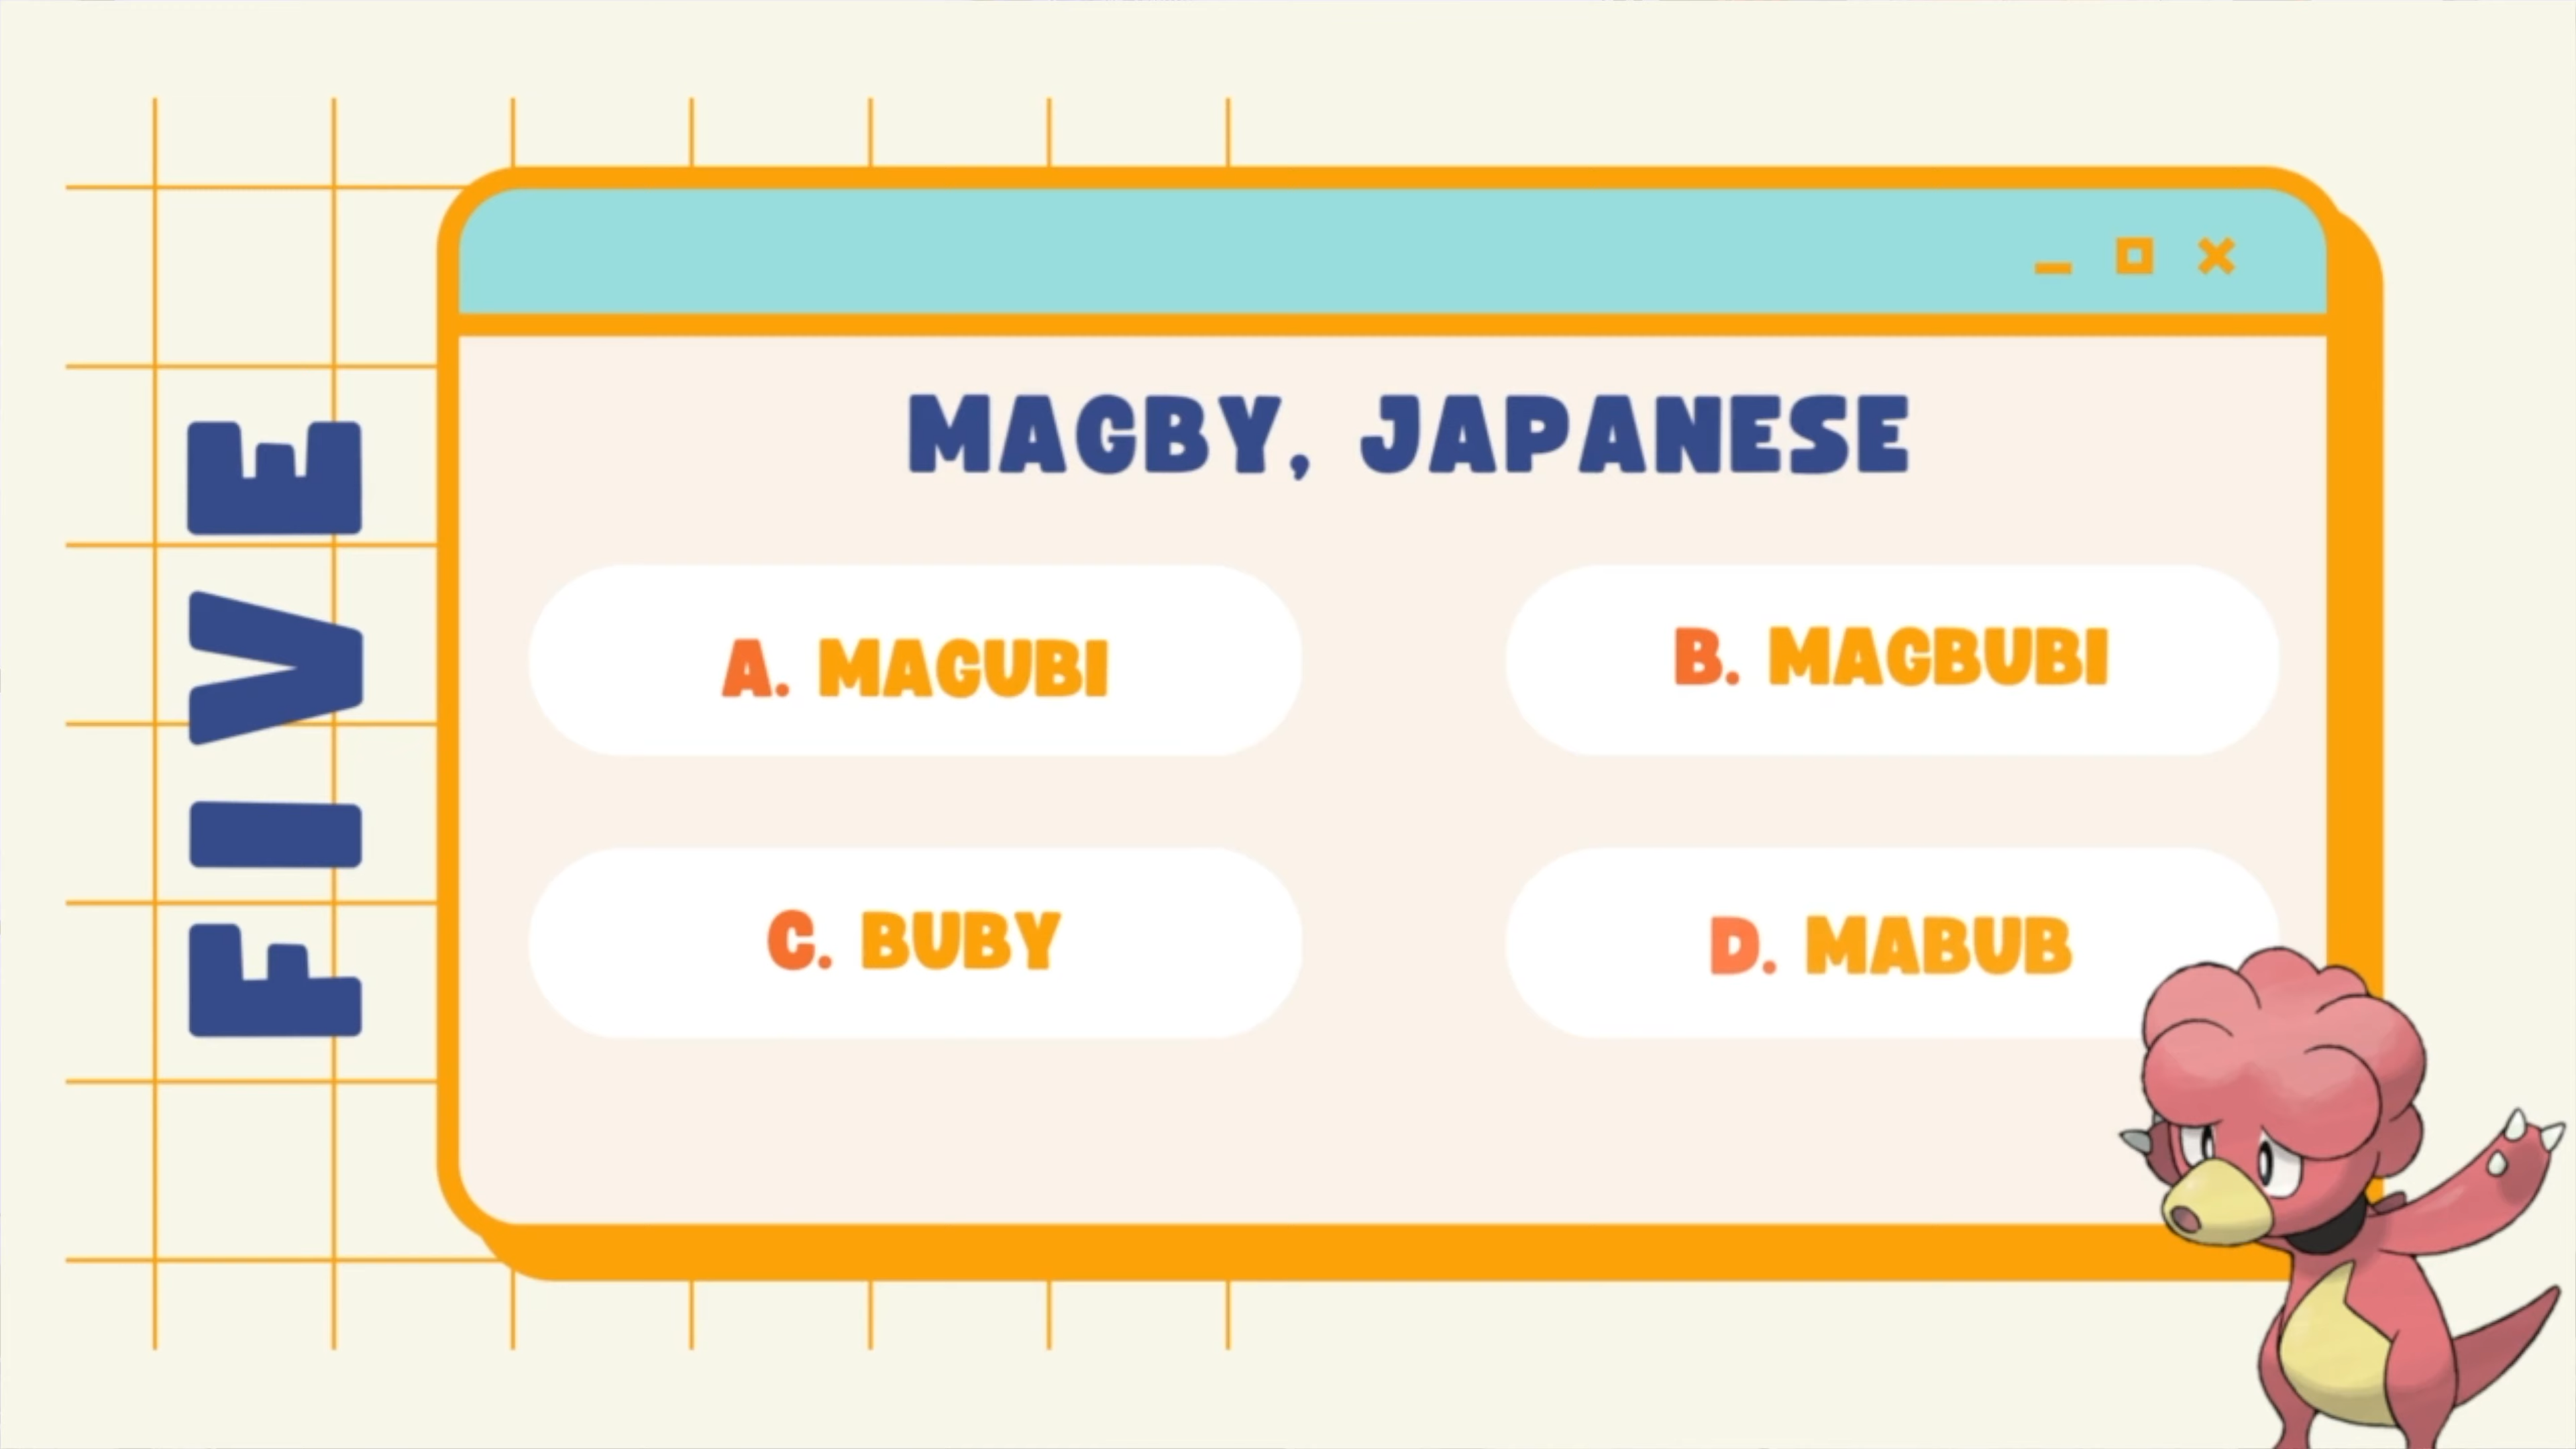 FIVE
MAGBY, JAPANESE
A. MAGUBI
B. MAGBUBI
C. BUBY
D. MABUB